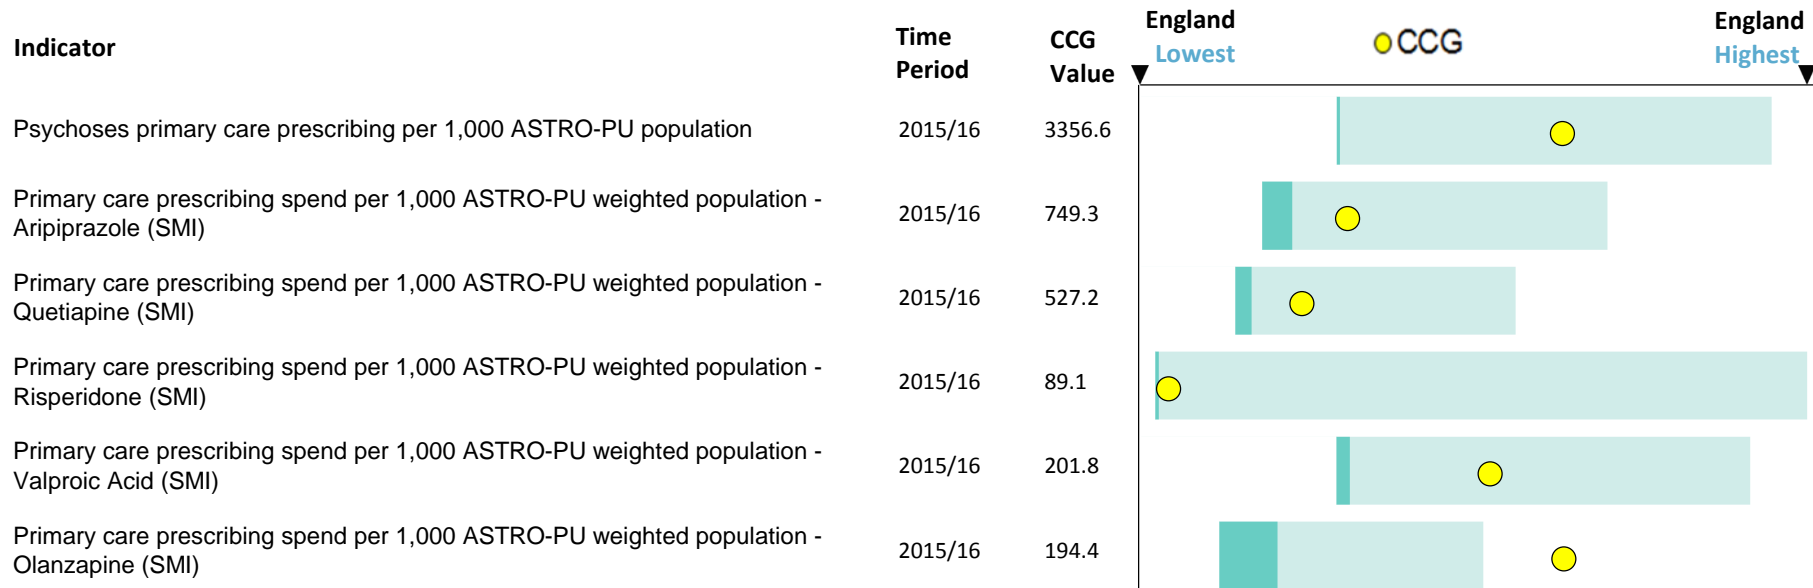 Indicator
Time Period
CCG Value
England Lowest
CCG
England Highest
Psychoses primary care prescribing per 1,000 ASTRO-PU population 2015/16 3356.6
Primary care prescribing spend per 1,000 ASTRO-PU weighted population -
Aripiprazole (SMI) 2015/16 749.3
Primary care prescribing spend per 1,000 ASTRO-PU weighted population -
Quetiapine (SMI) 2015/16 527.2
Primary care prescribing spend per 1,000 ASTRO-PU weighted population -
Risperidone (SMI) 2015/16 89.1
Primary care prescribing spend per 1,000 ASTRO-PU weighted population -
Valproic Acid (SMI) 2015/16 201.8
Primary care prescribing spend per 1,000 ASTRO-PU weighted population -
Olanzapine (SMI) 2015/16 194.4